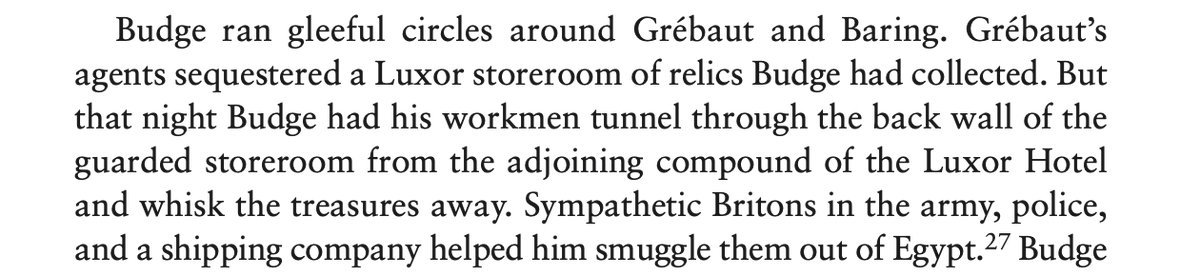 Budge ran gleeful circles around Grébaut and Baring. Grébaut’s
agents sequestered a Luxor storeroom of relics Budge had collected. But
that night Budge had his workmen tunnel through the back wall of the
guarded storeroom from the adjoining compound of the Luxor Hotel
and whisk the treasures away. Sympathetic Britons in the army, police,
and a shipping company helped him smuggle them out of Egypt.²⁷ Budge